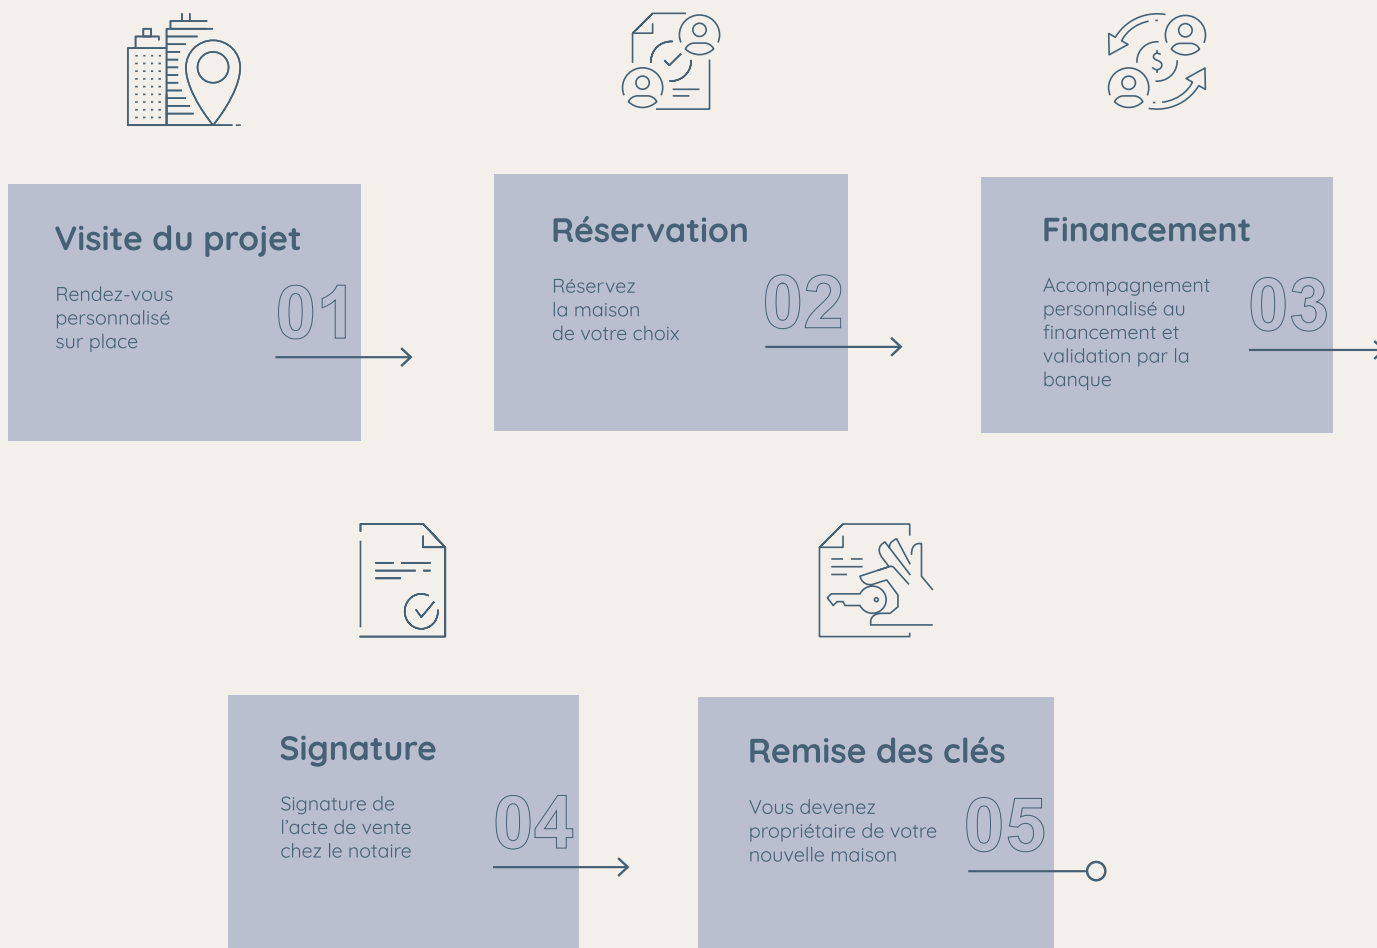 Visite du projet
Rendez-vous
personnalisé
sur place
01
Réservation
Réservez
la maison
de votre choix
02
Financement
Accompagnement
personnalisé au
financement et
validation par la
banque
03
$
Signature
Signature de
l’acte de vente
chez le notaire
04
Remise des clés
Vous devenez
propriétaire de votre
nouvelle maison
05